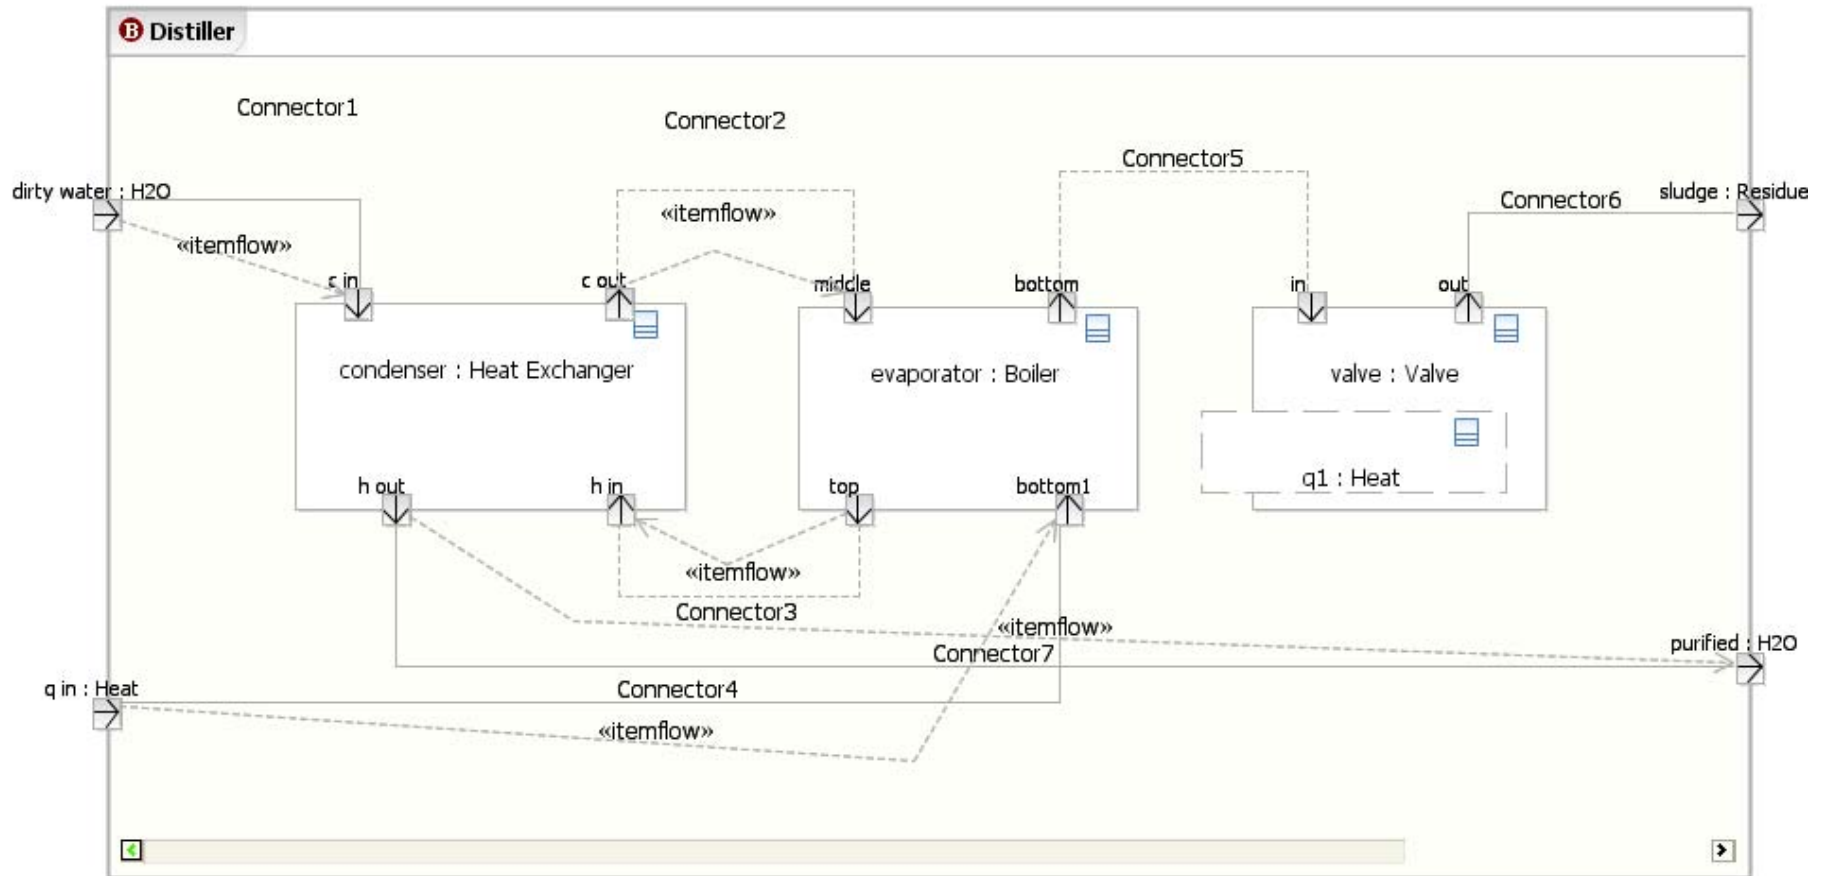 B Distiller
Connector1
Connector2
Connector5
dirty water : H2O
Connector6
sludge : Residue
«itemflow»
«itemflow»
c in
c out
middle
bottom
in
out
condenser : Heat Exchanger
evaporator : Boiler
valve : Valve
q1 : Heat
h out
h in
top
bottom1
«itemflow»
Connector3
«itemflow»
purified : H2O
Connector7
q in : Heat
Connector4
«itemflow»